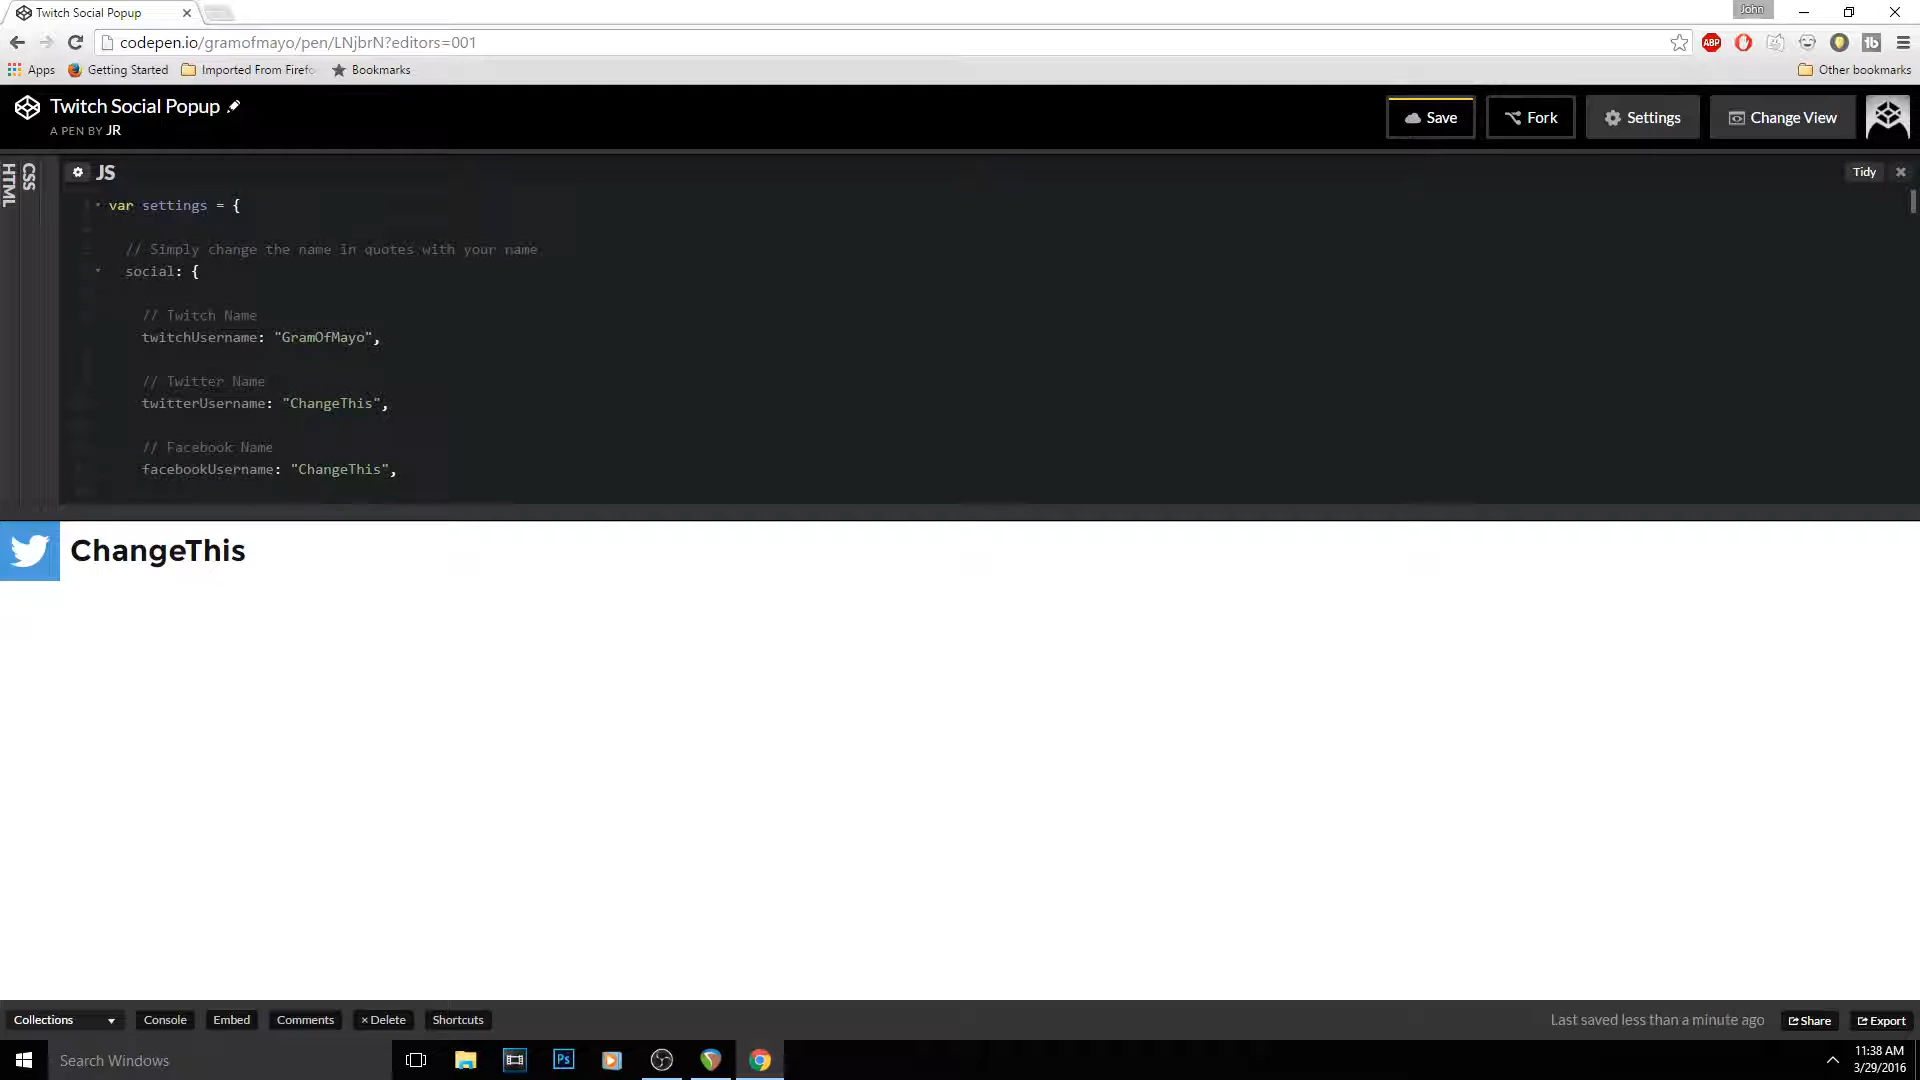 Twitch Social Popup
John
codepen.io/gramofmayo/pen/LNjbrN?editors=001
ABP
Apps
Getting Started
Imported From Firefo
Bookmarks
Other bookmarks
Twitch Social Popup
A PEN BY JR
Save
Fork
Settings
Change View
HTML
CSS
JS
Tidy
var settings = {
// Simply change the name in quotes with your name
social: {
// Twitch Name
twitchUsername: "GramOfMayo",
// Twitter Name
twitterUsername: "ChangeThis",
// Facebook Name
facebookUsername: "ChangeThis",
ChangeThis
Collections
Console
Embed
Comments
× Delete
Shortcuts
Last saved less than a minute ago
Share
Export
Search Windows
Ps
11:38 AM
3/29/2016